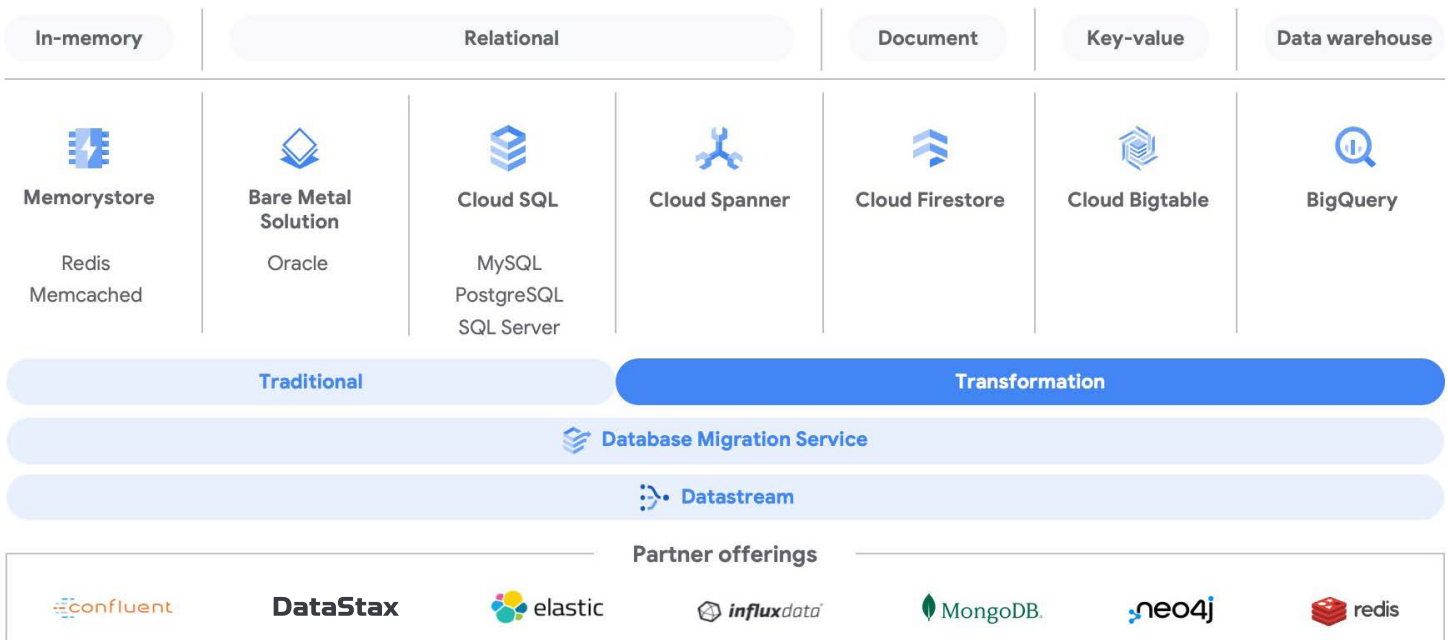 In-memory
Relational
Document
Key-value
Data warehouse
Memorystore
Bare Metal
Solution
Cloud SQL
Cloud Spanner
Cloud Firestore
Cloud Bigtable
BigQuery
Redis
Memcached
Oracle
MySQL
PostgreSQL
SQL Server
Traditional
Transformation
Database Migration Service
Datastream
Partner offerings
confluent
DataStax
elastic
influxdata
MongoDB.
neo4j
redis